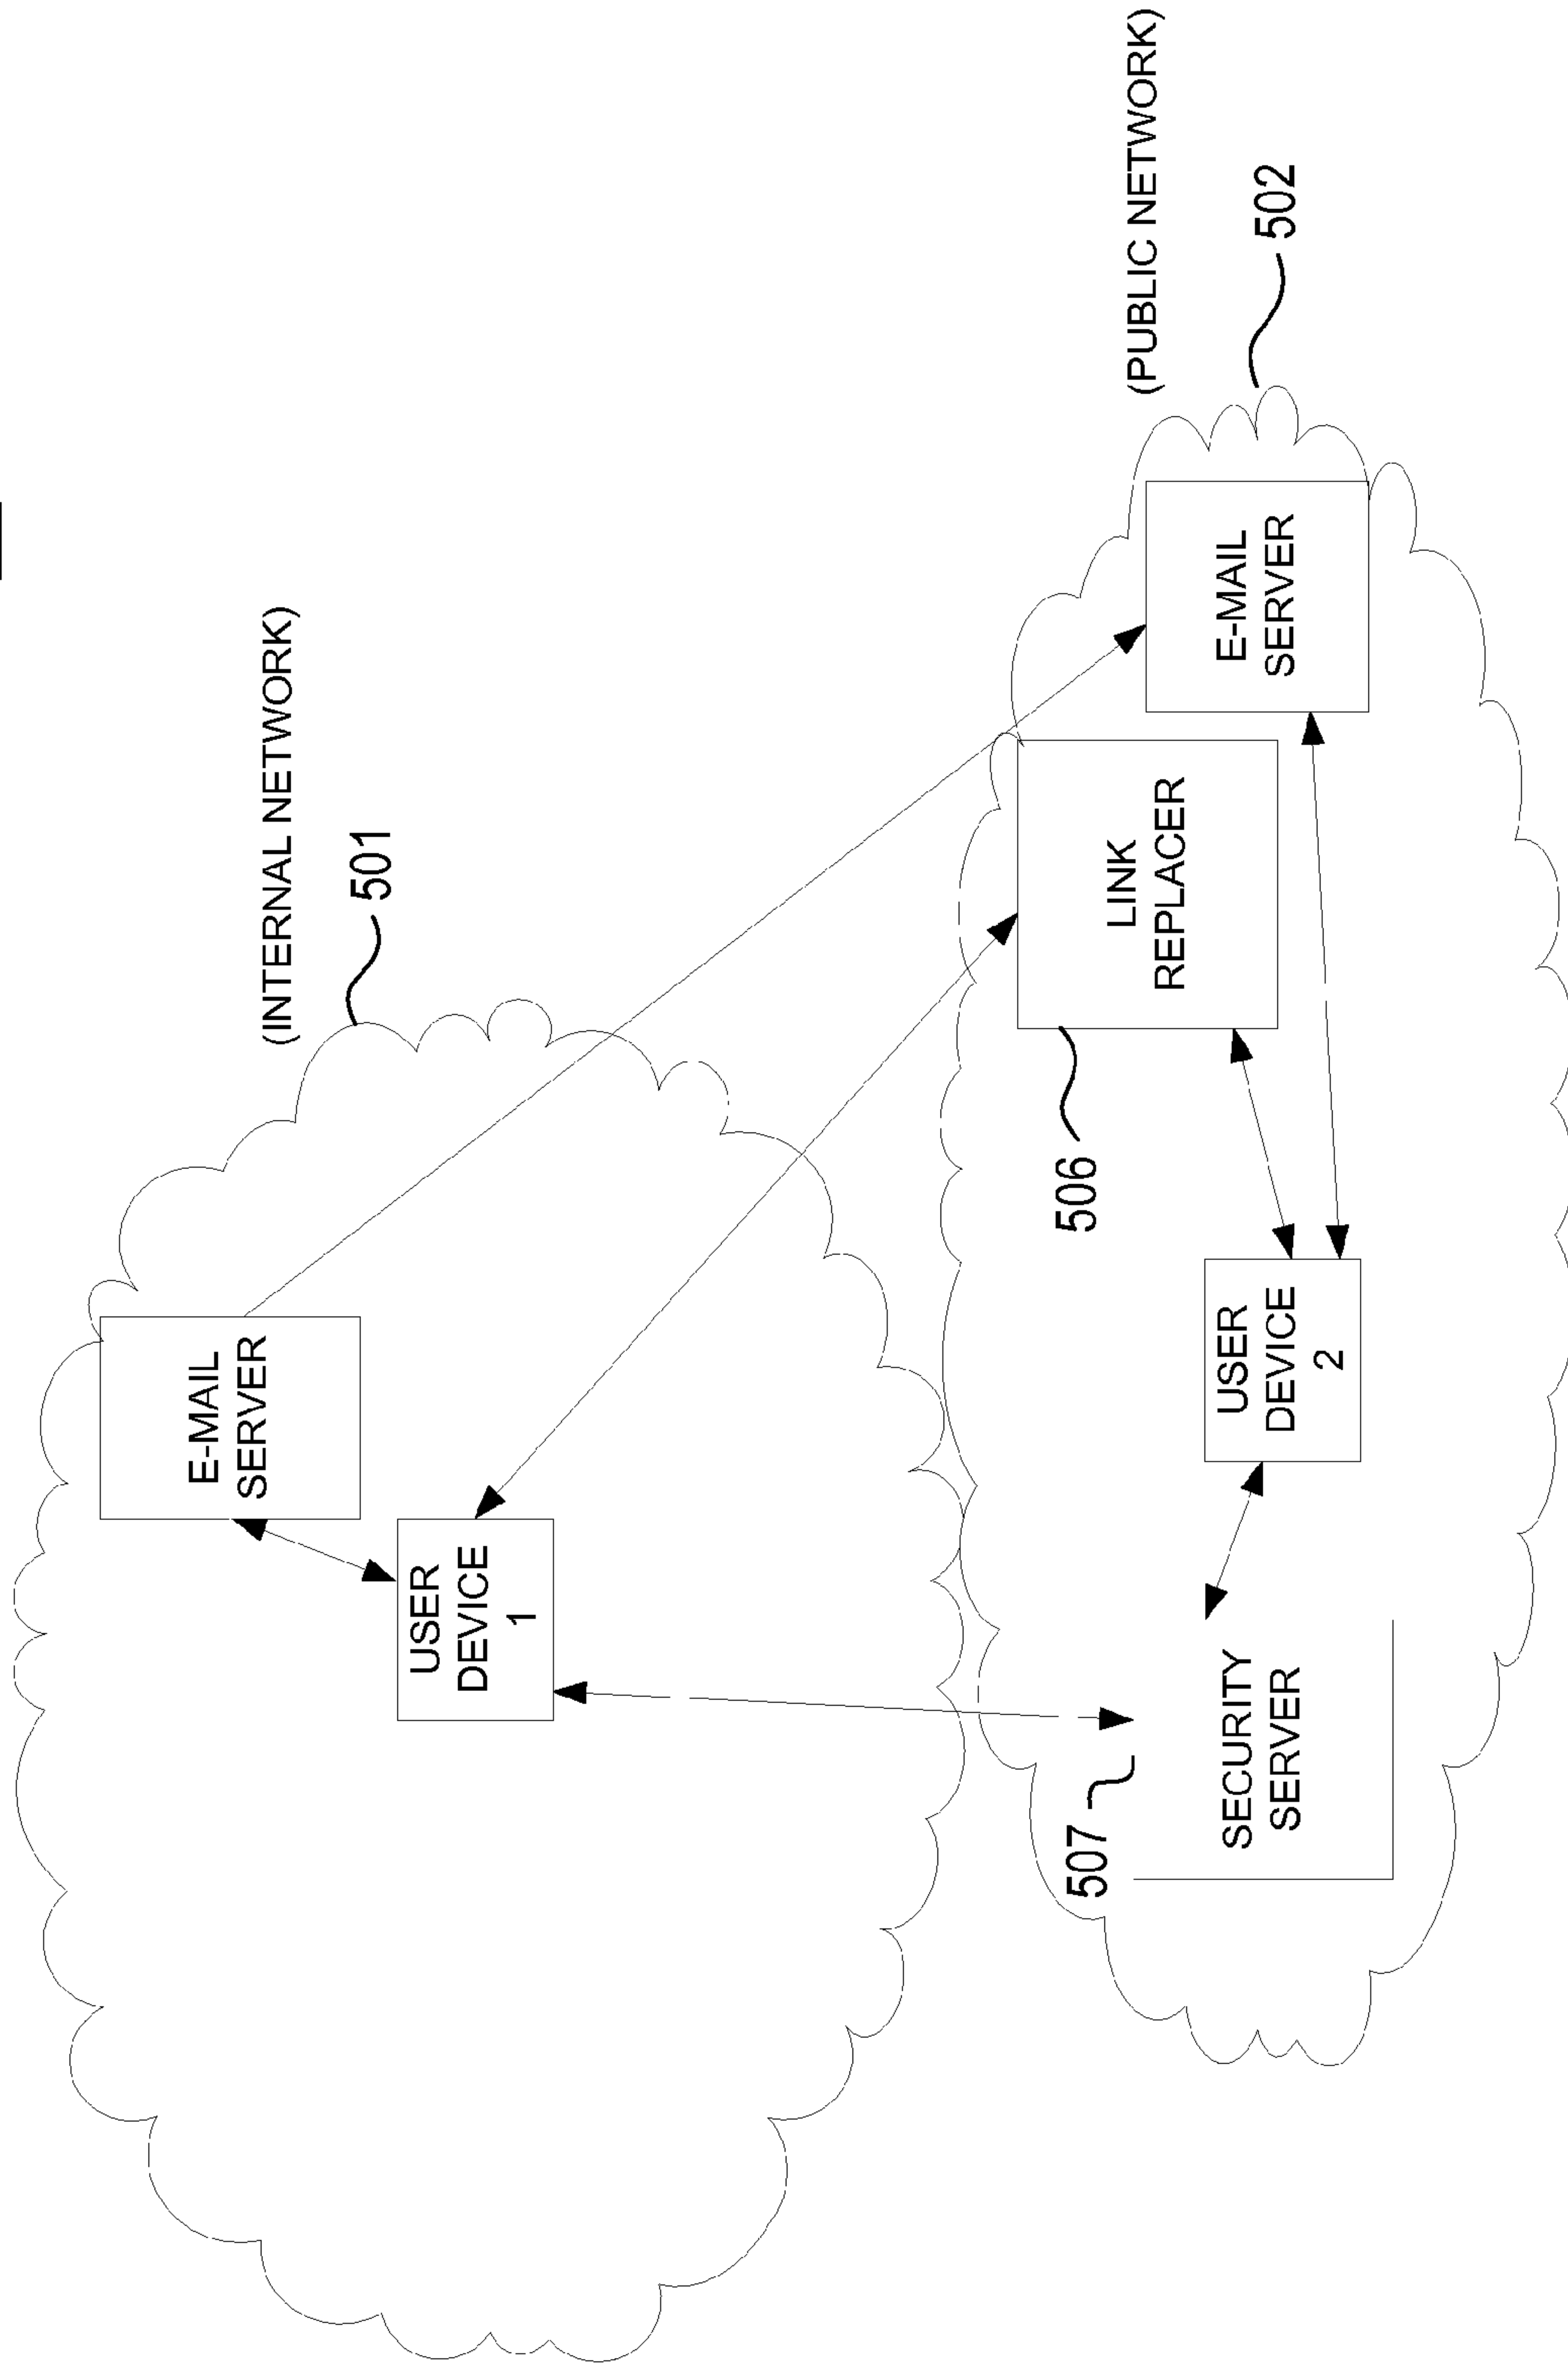 (INTERNAL NETWORK)
501
E-MAIL
SERVER
USER
DEVICE
1
(PUBLIC NETWORK)
502
507
SECURITY
SERVER
USER
DEVICE
2
506
LINK
REPLACER
E-MAIL
SERVER